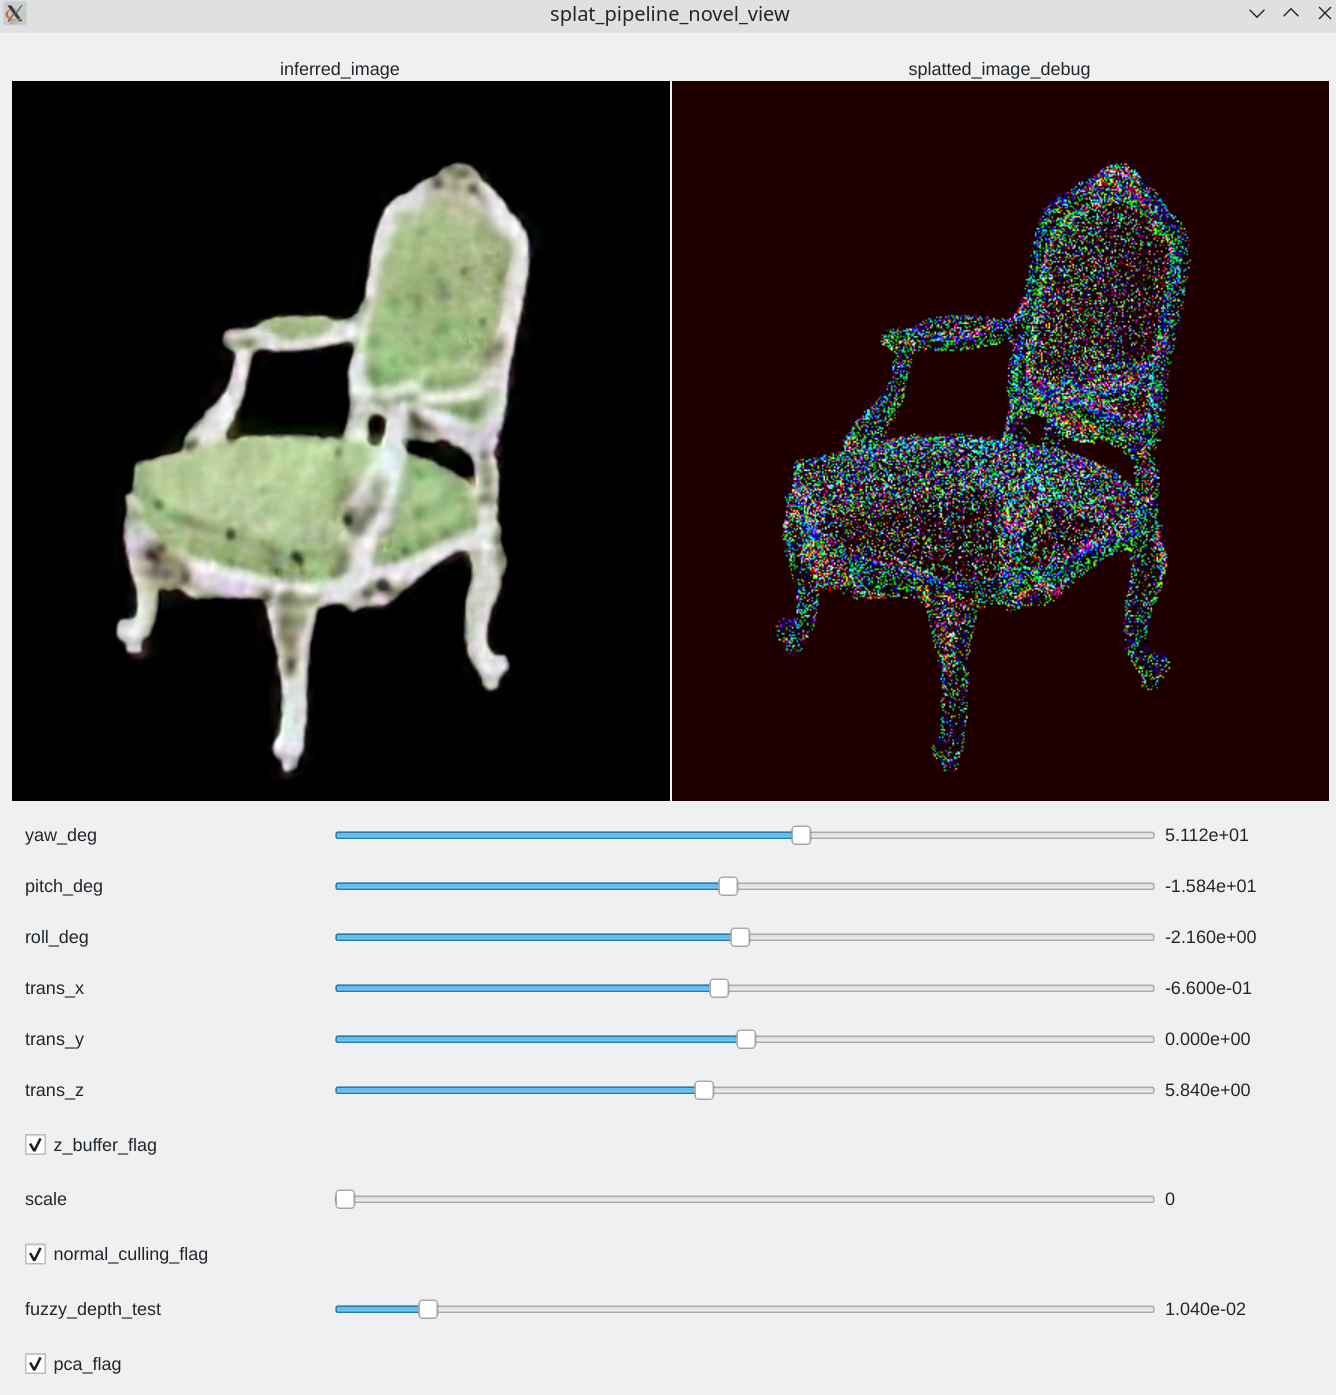 splat_pipeline_novel_view
inferred_image splatted_image_debug
yaw_deg 5.112e+01
pitch_deg -1.584e+01
roll_deg -2.160e+00
trans_x -6.600e-01
trans_y 0.000e+00
trans_z 5.840e+00
z_buffer_flag
scale 0
normal_culling_flag
fuzzy_depth_test 1.040e-02
pca_flag